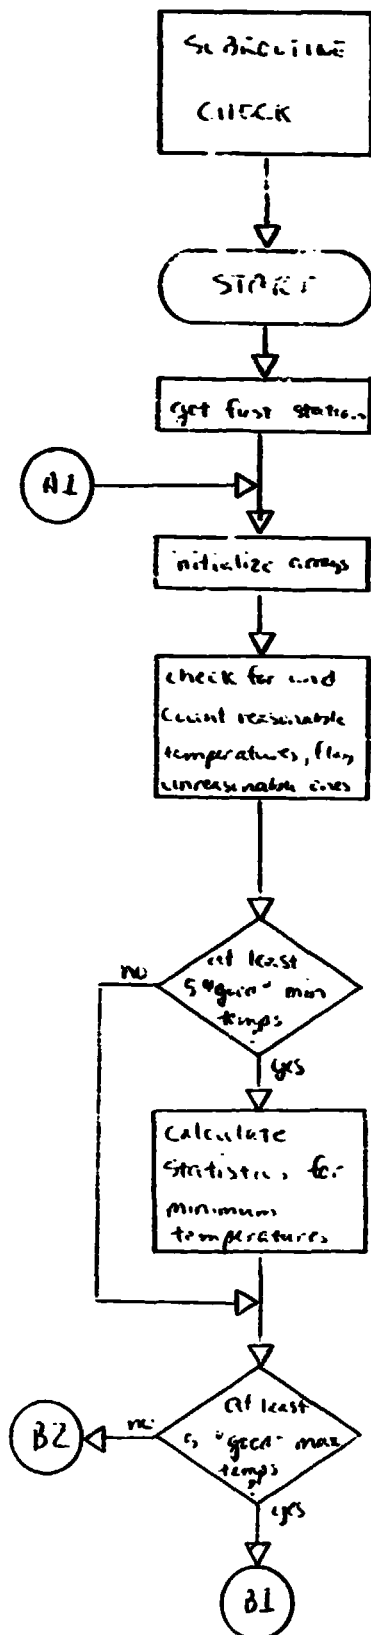 SUBROUTINE
CHECK
START
get first station
A1
initialize arrays
check for and
count reasonable
temperatures, flag
unreasonable ones
at least
no
5 "good" min
temps
?
yes
Calculate
Statistics for
minimum
temperatures
At least
B2
no
5 "good" max
temps
?
yes
B1